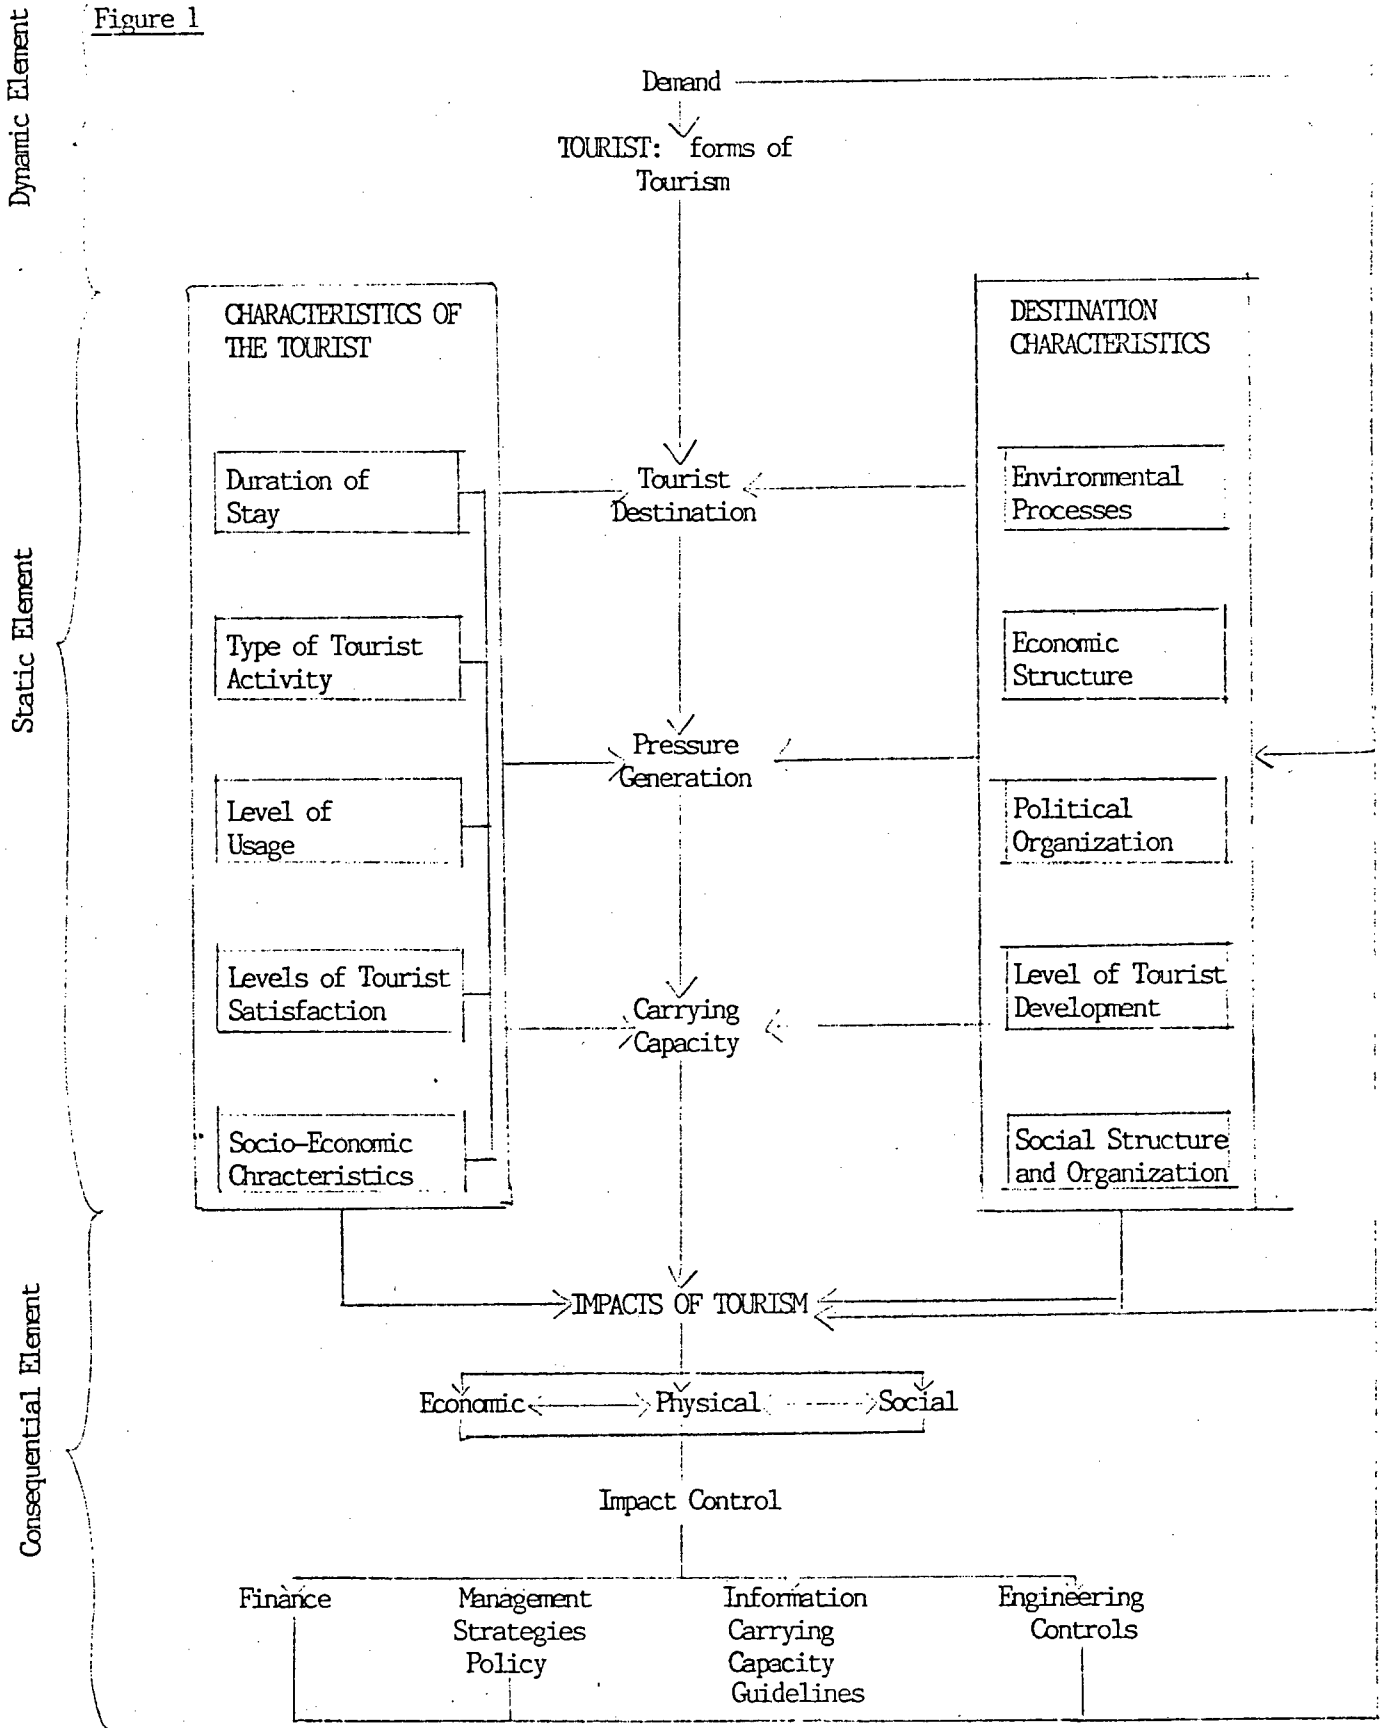 Figure 1
Dynamic Element
Demand
TOURIST: forms of
Tourism
Static Element
CHARACTERISTICS OF
THE TOURIST
Duration of
Stay
Type of Tourist
Activity
Level of
Usage
Levels of Tourist
Satisfaction
Socio-Economic
Chracteristics
Tourist
Destination
Pressure
Generation
Carrying
Capacity
DESTINATION
CHARACTERISTICS
Environmental
Processes
Economic
Structure
Political
Organization
Level of Tourist
Development
Social Structure
and Organization
Consequential Element
IMPACTS OF TOURISM
Economic Physical Social
Impact Control
Finance
Management
Strategies
Policy
Information
Carrying
Capacity
Guidelines
Engineering
Controls